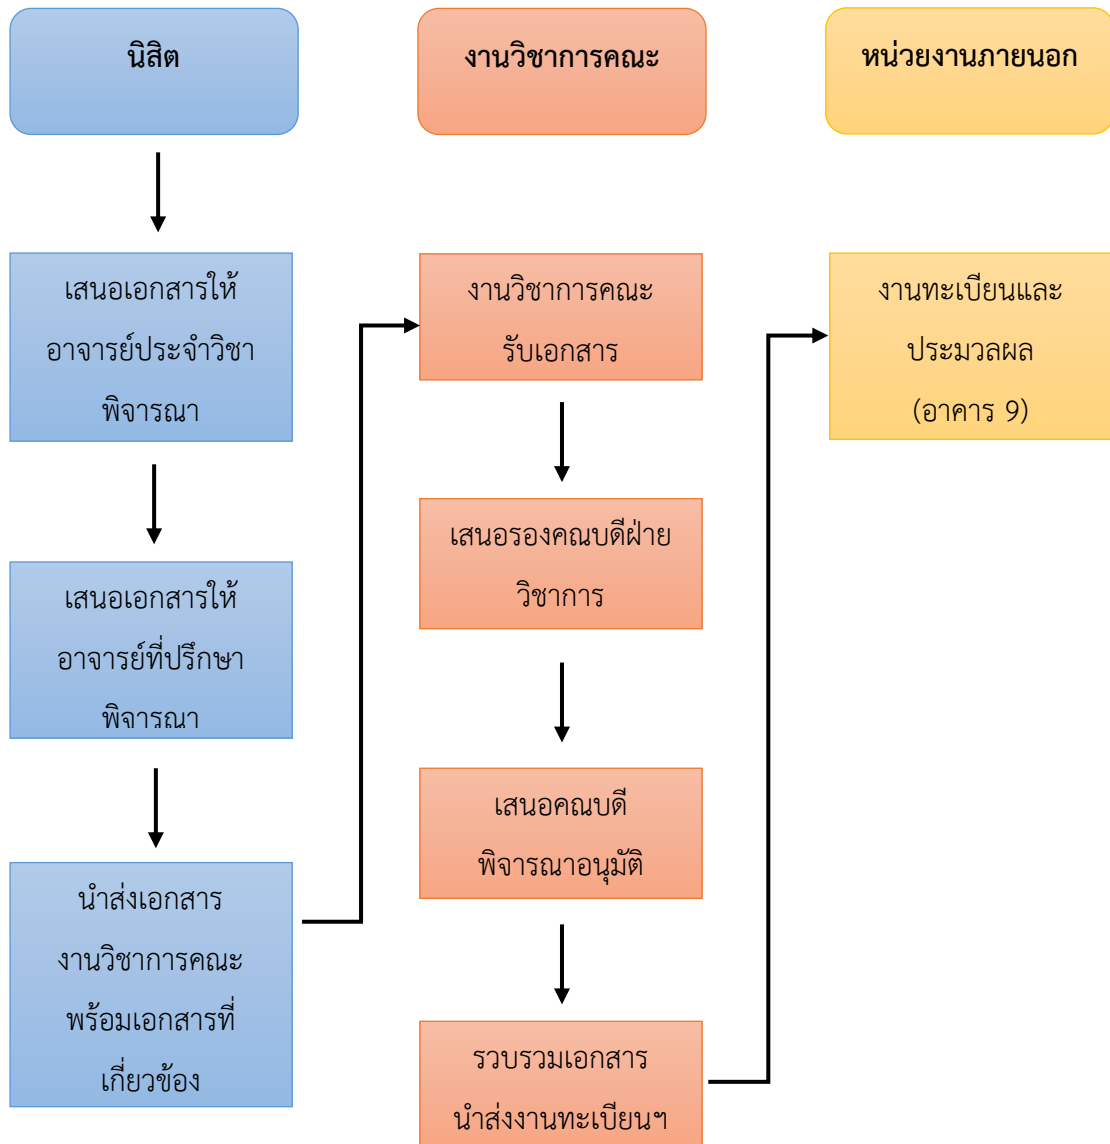 นิสิต
งานวิชาการคณะ
หน่วยงานภายนอก
เสนอเอกสารให้
อาจารย์ประจำวิชา
พิจารณา
เสนอเอกสารให้
อาจารย์ที่ปรึกษา
พิจารณา
นำส่งเอกสาร
งานวิชาการคณะ
พร้อมเอกสารที่
เกี่ยวข้อง
งานวิชาการคณะ
รับเอกสาร
เสนอรองคณบดีฝ่าย
วิชาการ
เสนอคณบดี
พิจารณาอนุมัติ
รวบรวมเอกสาร
นำส่งงานทะเบียนฯ
งานทะเบียนและ
ประมวลผล
(อาคาร 9)